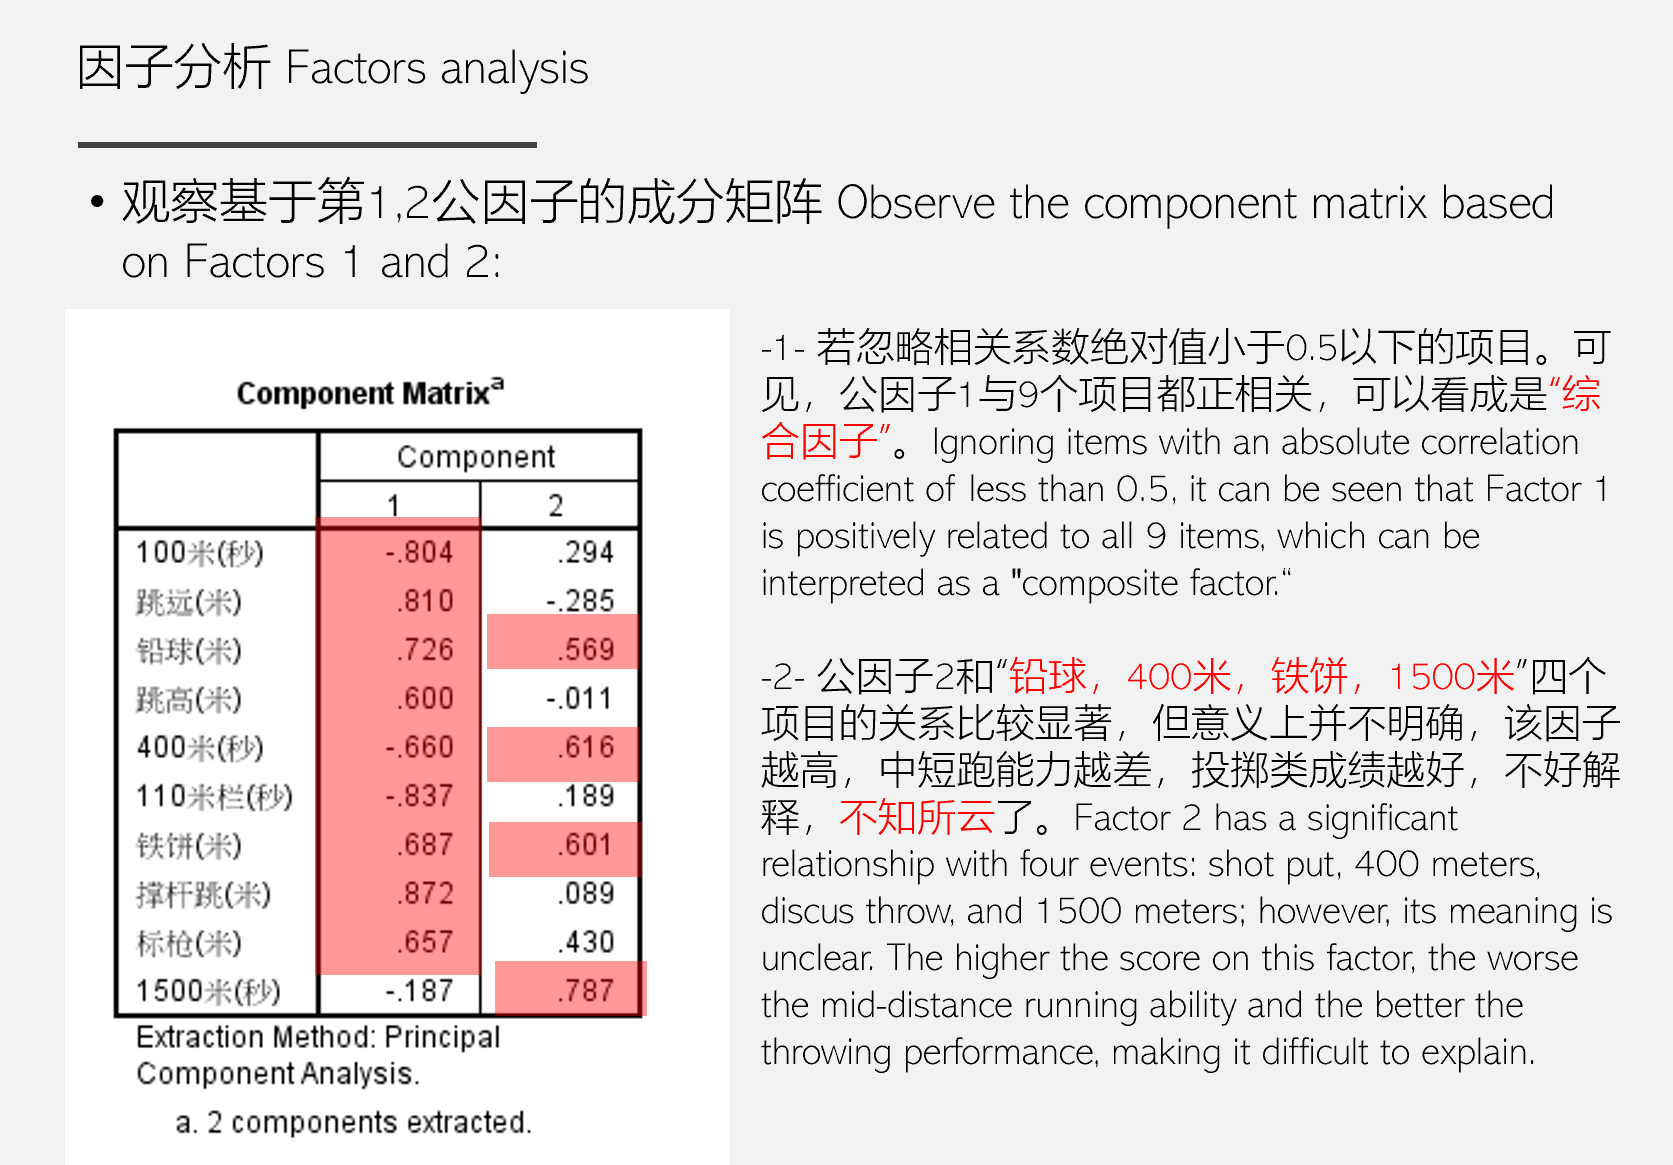 因子分析 Factors analysis
• 观察基于第1,2公因子的成分矩阵 Observe the component matrix based
on Factors 1 and 2:
Component Matrixa
Component
1 2
100米(秒) -.804 .294
跳远(米) .810 -.285
铅球(米) .726 .569
跳高(米) .600 -.011
400米(秒) -.660 .616
110米栏(秒) -.837 .189
铁饼(米) .687 .601
撑杆跳(米) .872 .089
标枪(米) .657 .430
1500米(秒) -.187 .787
Extraction Method: Principal
Component Analysis.
a. 2 components extracted.
-1- 若忽略相关系数绝对值小于0.5以下的项目。可
见，公因子1与9个项目都正相关，可以看成是“综
合因子”。Ignoring items with an absolute correlation
coefficient of less than 0.5, it can be seen that Factor 1
is positively related to all 9 items, which can be
interpreted as a "composite factor.“
-2- 公因子2和“铅球，400米，铁饼，1500米”四个
项目的关系比较显著，但意义上并不明确，该因子
越高，中短跑能力越差，投掷类成绩越好，不好解
释，不知所云了。Factor 2 has a significant
relationship with four events: shot put, 400 meters,
discus throw, and 1500 meters; however, its meaning is
unclear. The higher the score on this factor, the worse
the mid-distance running ability and the better the
throwing performance, making it difficult to explain.